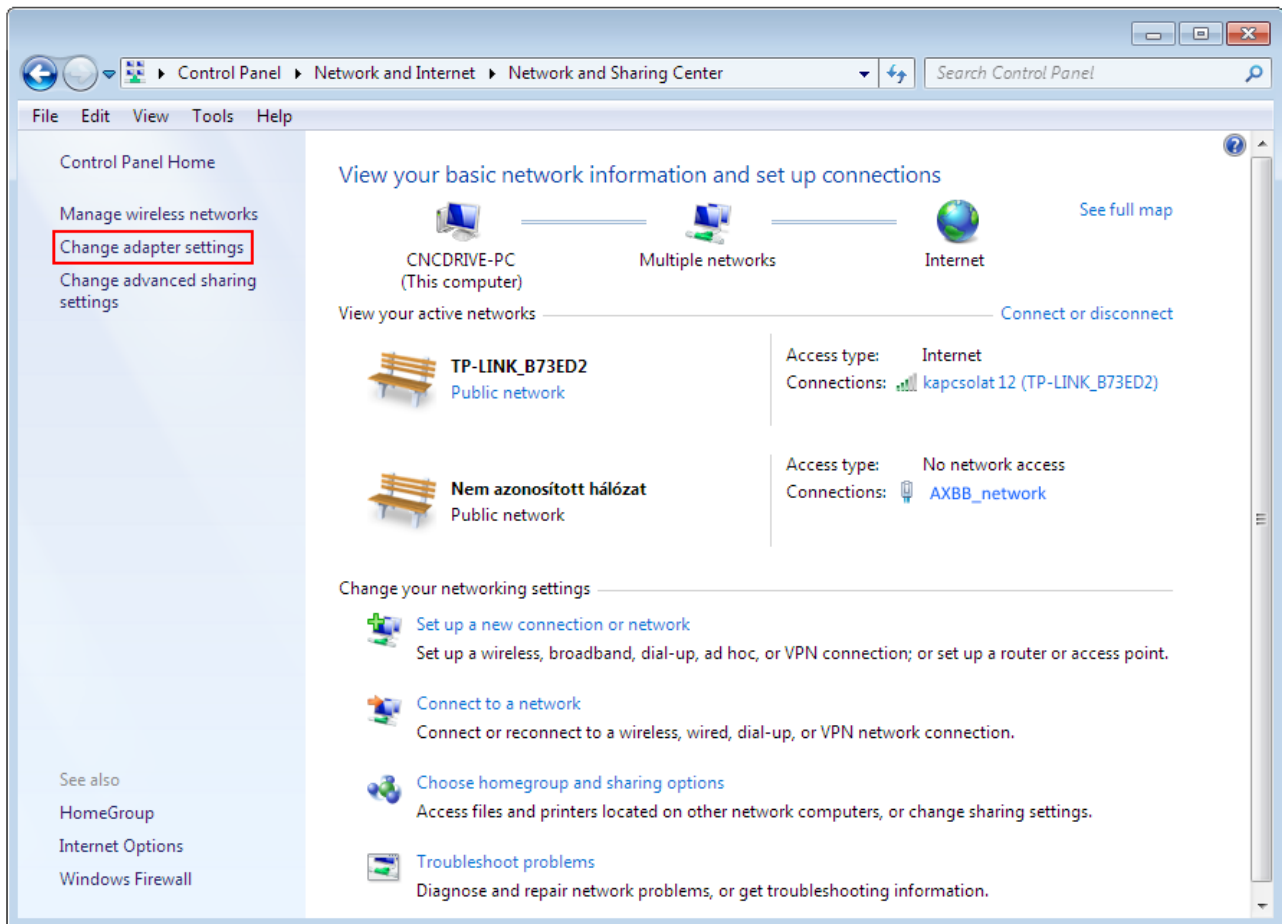 Control Panel Network and Internet Network and Sharing Center Search Control Panel
File Edit View Tools Help
Control Panel Home
Manage wireless networks
Change adapter settings
Change advanced sharing
settings
See also
HomeGroup
Internet Options
Windows Firewall
View your basic network information and set up connections
See full map
CNCDRIVE-PC
(This computer)
Multiple networks
Internet
View your active networks
Connect or disconnect
TP-LINK_B73ED2
Public network
Access type: Internet
Connections: kapcsolat 12 (TP-LINK_B73ED2)
Nem azonosított hálózat
Public network
Access type: No network access
Connections: AXBB_network
Change your networking settings
Set up a new connection or network
Set up a wireless, broadband, dial-up, ad hoc, or VPN connection; or set up a router or access point.
Connect to a network
Connect or reconnect to a wireless, wired, dial-up, or VPN network connection.
Choose homegroup and sharing options
Access files and printers located on other network computers, or change sharing settings.
Troubleshoot problems
Diagnose and repair network problems, or get troubleshooting information.